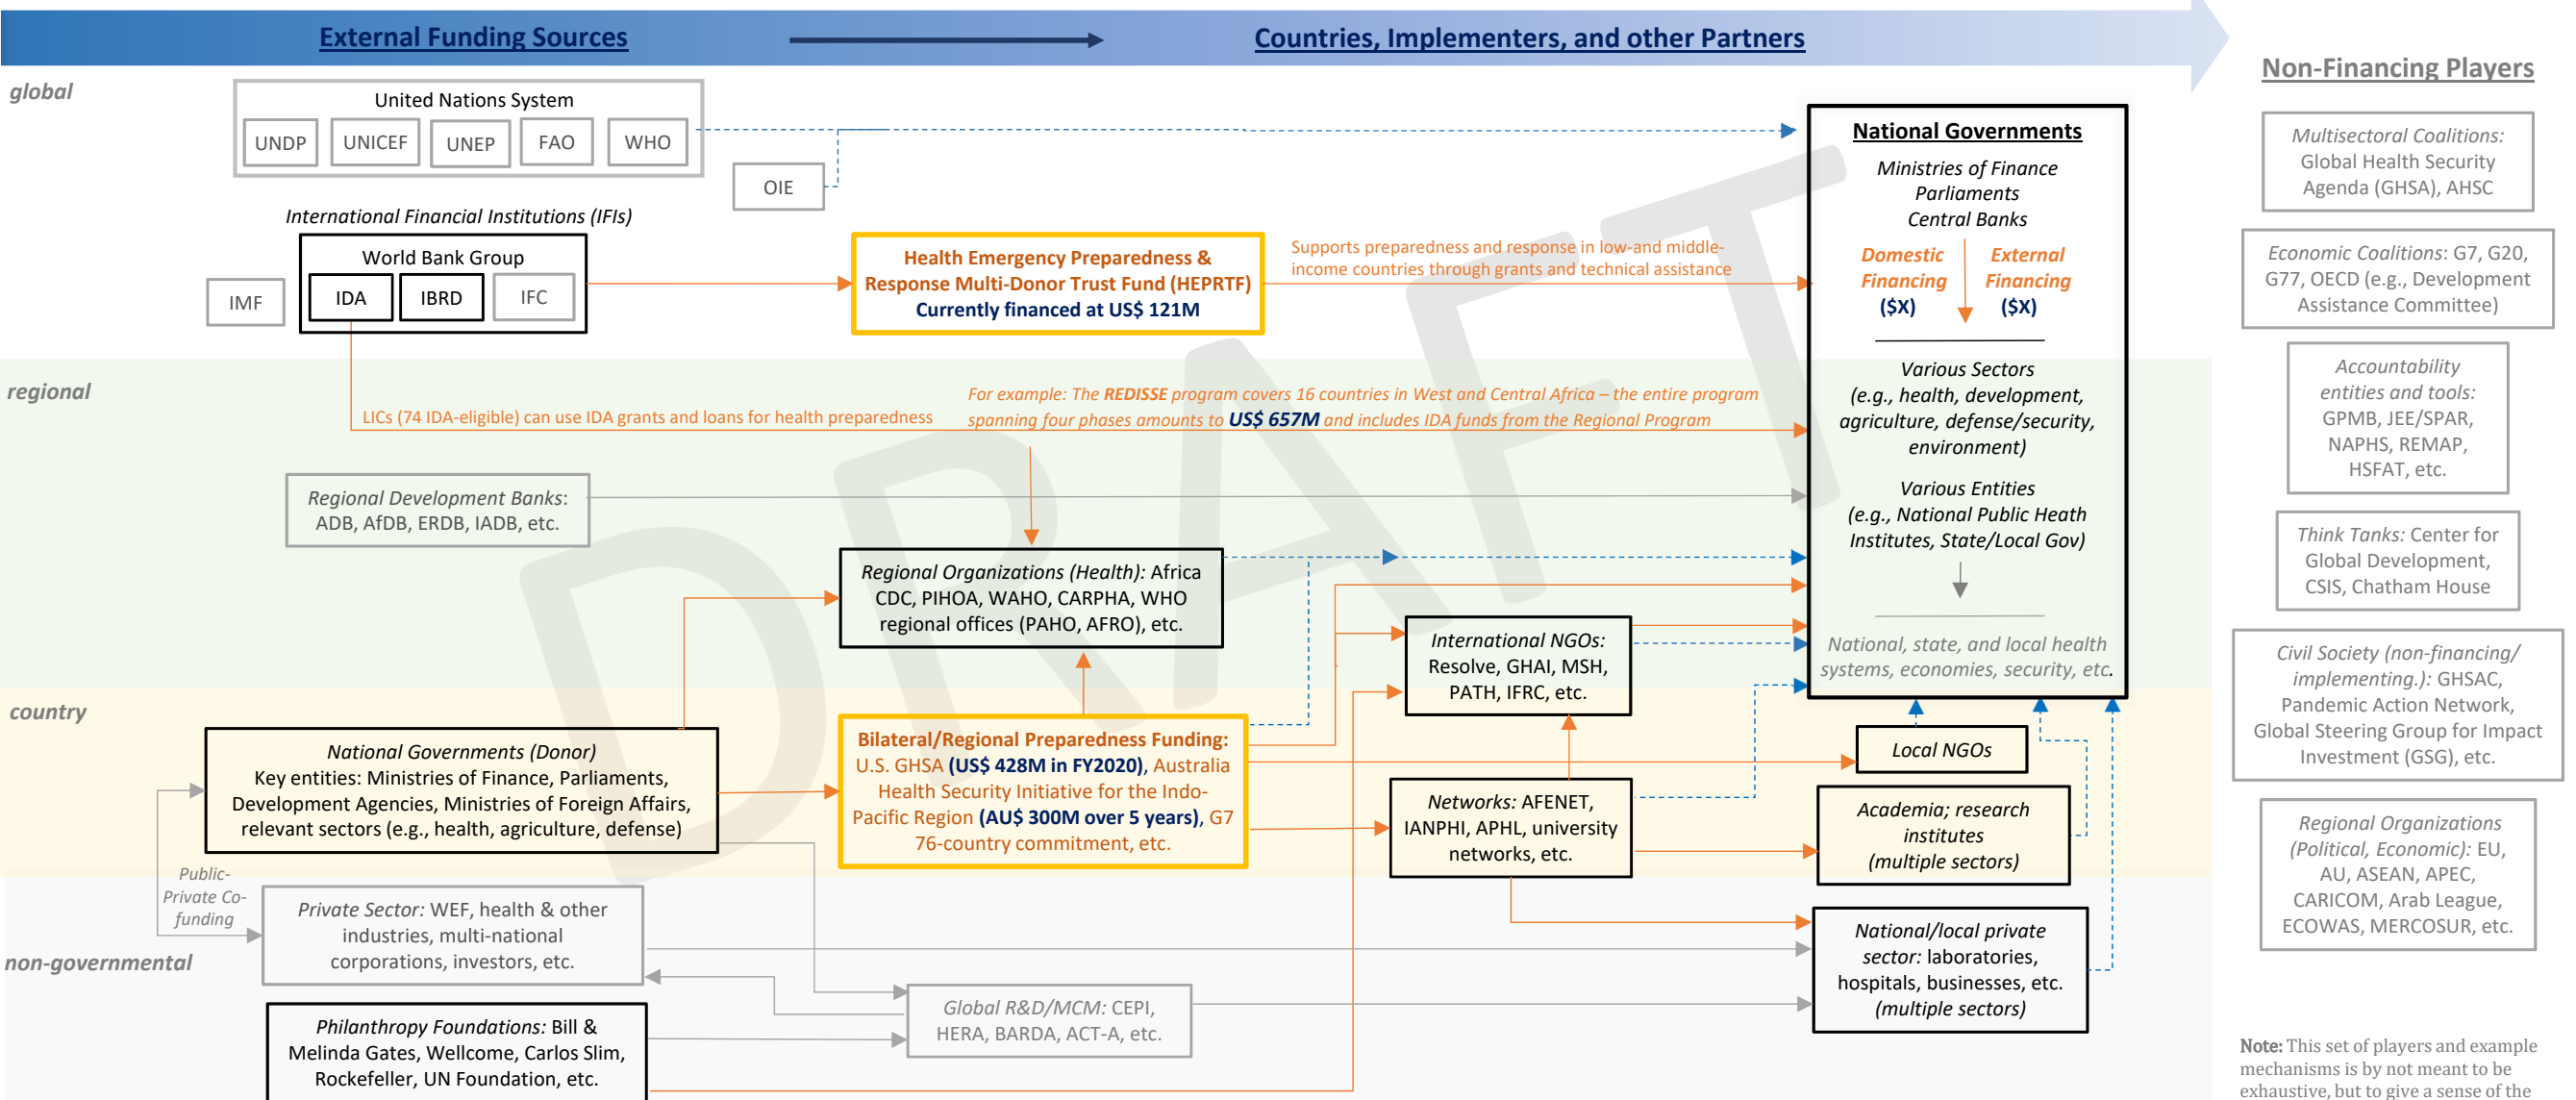 External Funding Sources
Countries, Implementers, and other Partners
Non-Financing Players
global
United Nations System
UNDP
UNICEF
UNEP
FAO
WHO
OIE
International Financial Institutions (IFIs)
World Bank Group
IMF
IDA
IBRD
IFC
Health Emergency Preparedness &
Response Multi-Donor Trust Fund (HEPRTF)
Currently financed at US$ 121M
Supports preparedness and response in low-and middle-
income countries through grants and technical assistance
National Governments
Ministries of Finance
Parliaments
Central Banks
Domestic
Financing
($X)
External
Financing
($X)
Various Sectors
(e.g., health, development,
agriculture, defense/security,
environment)
Various Entities
(e.g., National Public Heath
Institutes, State/Local Gov)
National, state, and local health
systems, economies, security, etc.
regional
LICs (74 IDA-eligible) can use IDA grants and loans for health preparedness
For example: The REDISSE program covers 16 countries in West and Central Africa – the entire program
spanning four phases amounts to US$ 657M and includes IDA funds from the Regional Program
Regional Development Banks:
ADB, AfDB, ERDB, IADB, etc.
Regional Organizations (Health): Africa
CDC, PIHOA, WAHO, CARPHA, WHO
regional offices (PAHO, AFRO), etc.
International NGOs:
Resolve, GHAI, MSH,
PATH, IFRC, etc.
country
National Governments (Donor)
Key entities: Ministries of Finance, Parliaments,
Development Agencies, Ministries of Foreign Affairs,
relevant sectors (e.g., health, agriculture, defense)
Bilateral/Regional Preparedness Funding:
U.S. GHSA (US$ 428M in FY2020), Australia
Health Security Initiative for the Indo-
Pacific Region (AU$ 300M over 5 years), G7
76-country commitment, etc.
Networks: AFENET,
IANPHI, APHL, university
networks, etc.
Local NGOs
Academia; research
institutes
(multiple sectors)
Public-
Private Co-
funding
non-governmental
Private Sector: WEF, health & other
industries, multi-national
corporations, investors, etc.
Global R&D/MCM: CEPI,
HERA, BARDA, ACT-A, etc.
National/local private
sector: laboratories,
hospitals, businesses, etc.
(multiple sectors)
Philanthropy Foundations: Bill &
Melinda Gates, Wellcome, Carlos Slim,
Rockefeller, UN Foundation, etc.
Multisectoral Coalitions:
Global Health Security
Agenda (GHSA), AHSC
Economic Coalitions: G7, G20,
G77, OECD (e.g., Development
Assistance Committee)
Accountability
entities and tools:
GPMB, JEE/SPAR,
NAPHS, REMAP,
HSFAT, etc.
Think Tanks: Center for
Global Development,
CSIS, Chatham House
Civil Society (non-financing/
implementing.): GHSAC,
Pandemic Action Network,
Global Steering Group for Impact
Investment (GSG), etc.
Regional Organizations
(Political, Economic): EU,
AU, ASEAN, APEC,
CARICOM, Arab League,
ECOWAS, MERCOSUR, etc.
Note: This set of players and example
mechanisms is by not meant to be
exhaustive, but to give a sense of the
DRAFT